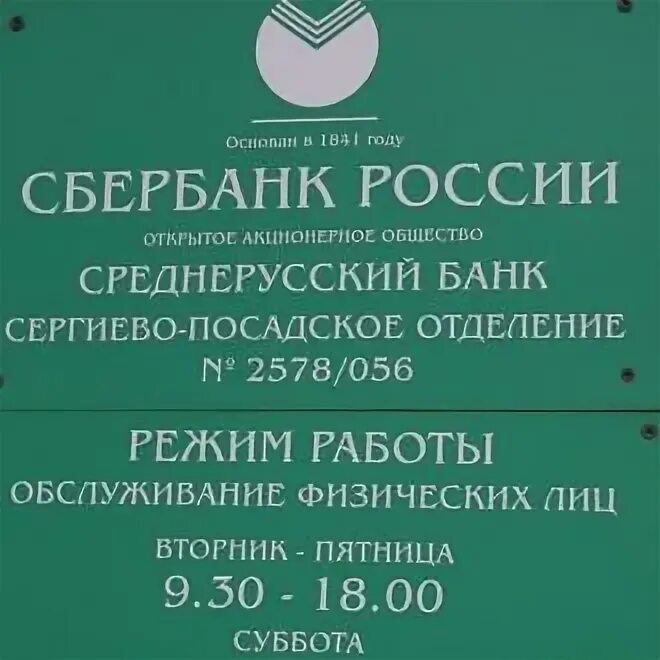 Основан в 1841 году
СБЕРБАНК РОССИИ
ОТКРЫТОЕ АКЦИОНЕРНОЕ ОБЩЕСТВО
СРЕДНЕРУССКИЙ БАНК
СЕРГИЕВО-ПОСАДСКОЕ ОТДЕЛЕНИЕ
№ 2578/056
РЕЖИМ РАБОТЫ
ОБСЛУЖИВАНИЕ ФИЗИЧЕСКИХ ЛИЦ
ВТОРНИК - ПЯТНИЦА
9.30 - 18.00
СУББОТА